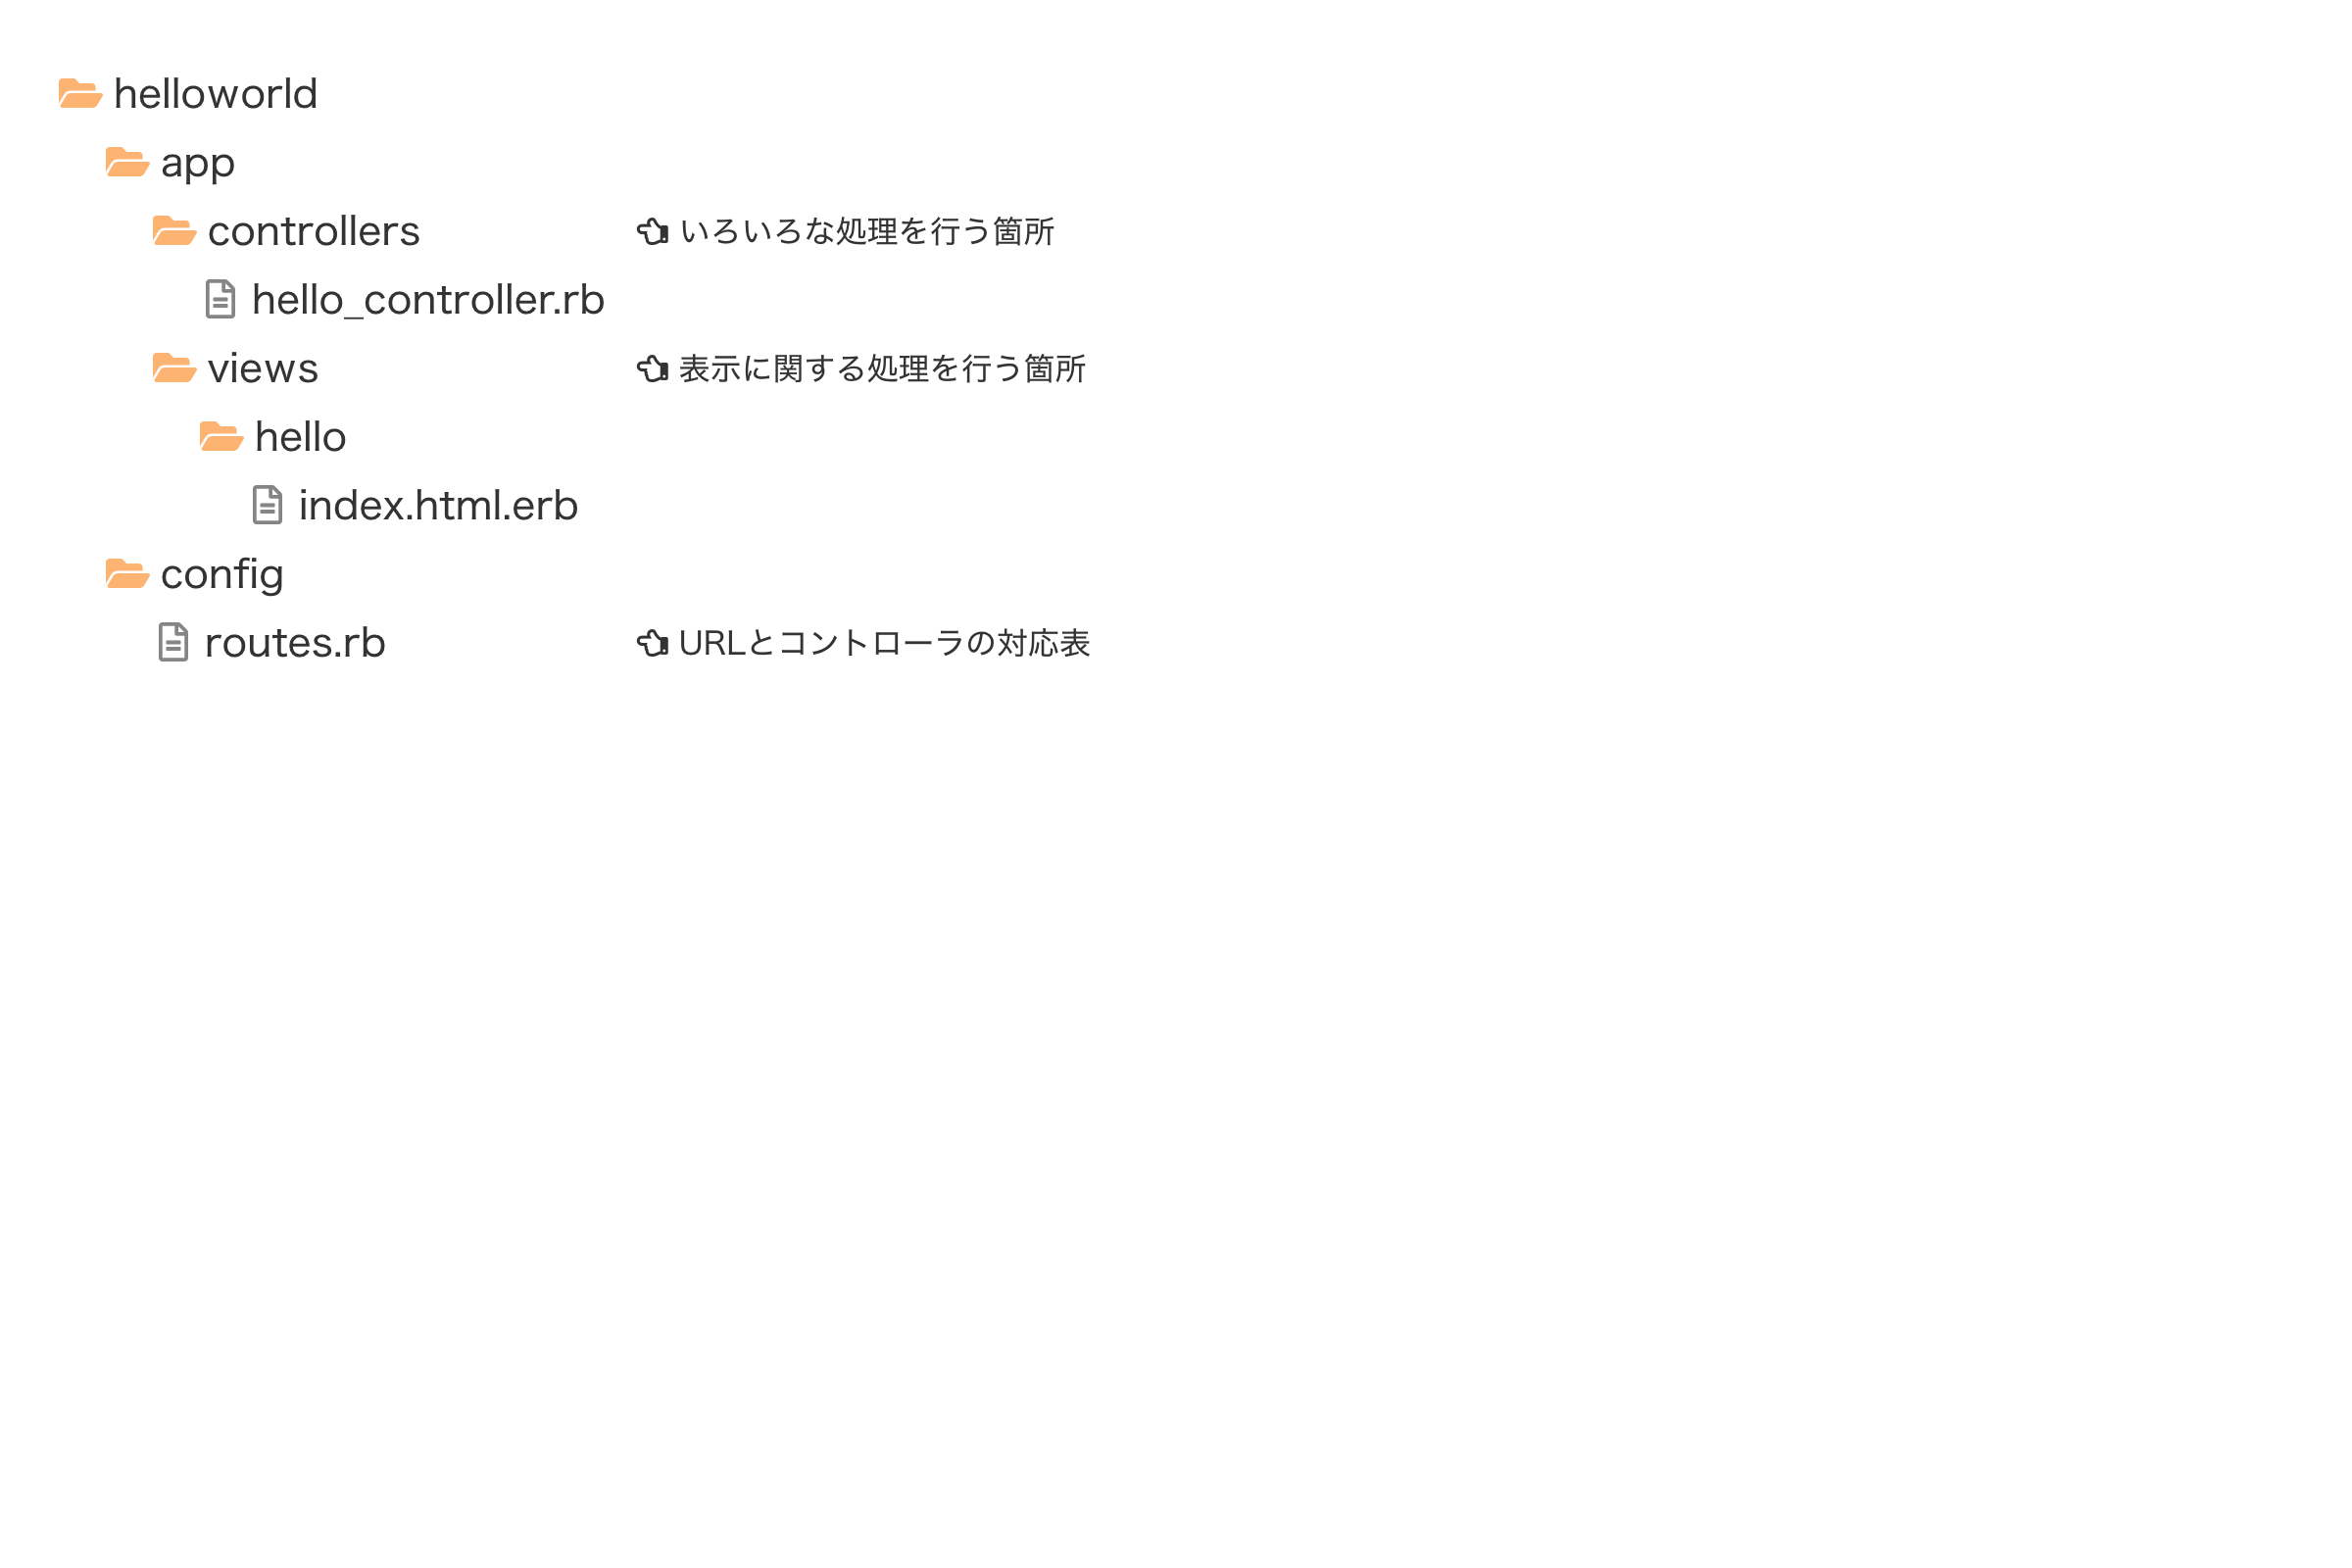 helloworld
app
controllers いろいろな処理を行う箇所
hello_controller.rb
views 表示に関する処理を行う箇所
hello
index.html.erb
config
routes.rb URLとコントローラの対応表